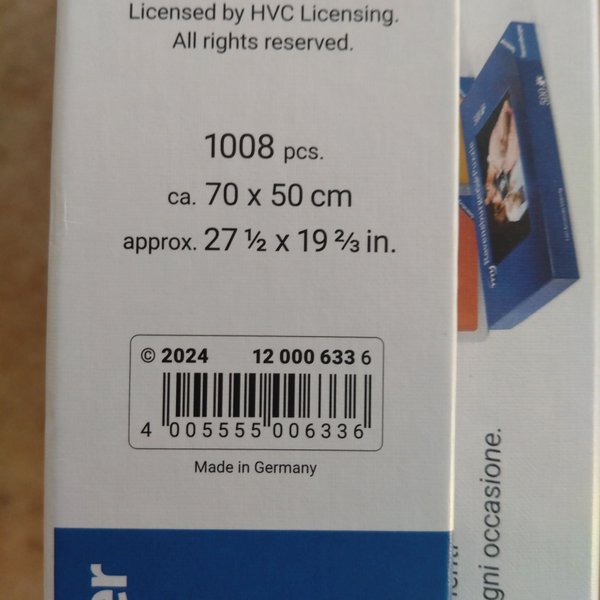 Licensed by HVC Licensing.
All rights reserved.
1008 pcs.
ca. 70 x 50 cm
approx. 27 ½ x 19 ⅔ in.
© 2024 12 000 633 6
4 005555 006336
Made in Germany
er
gni occasione.